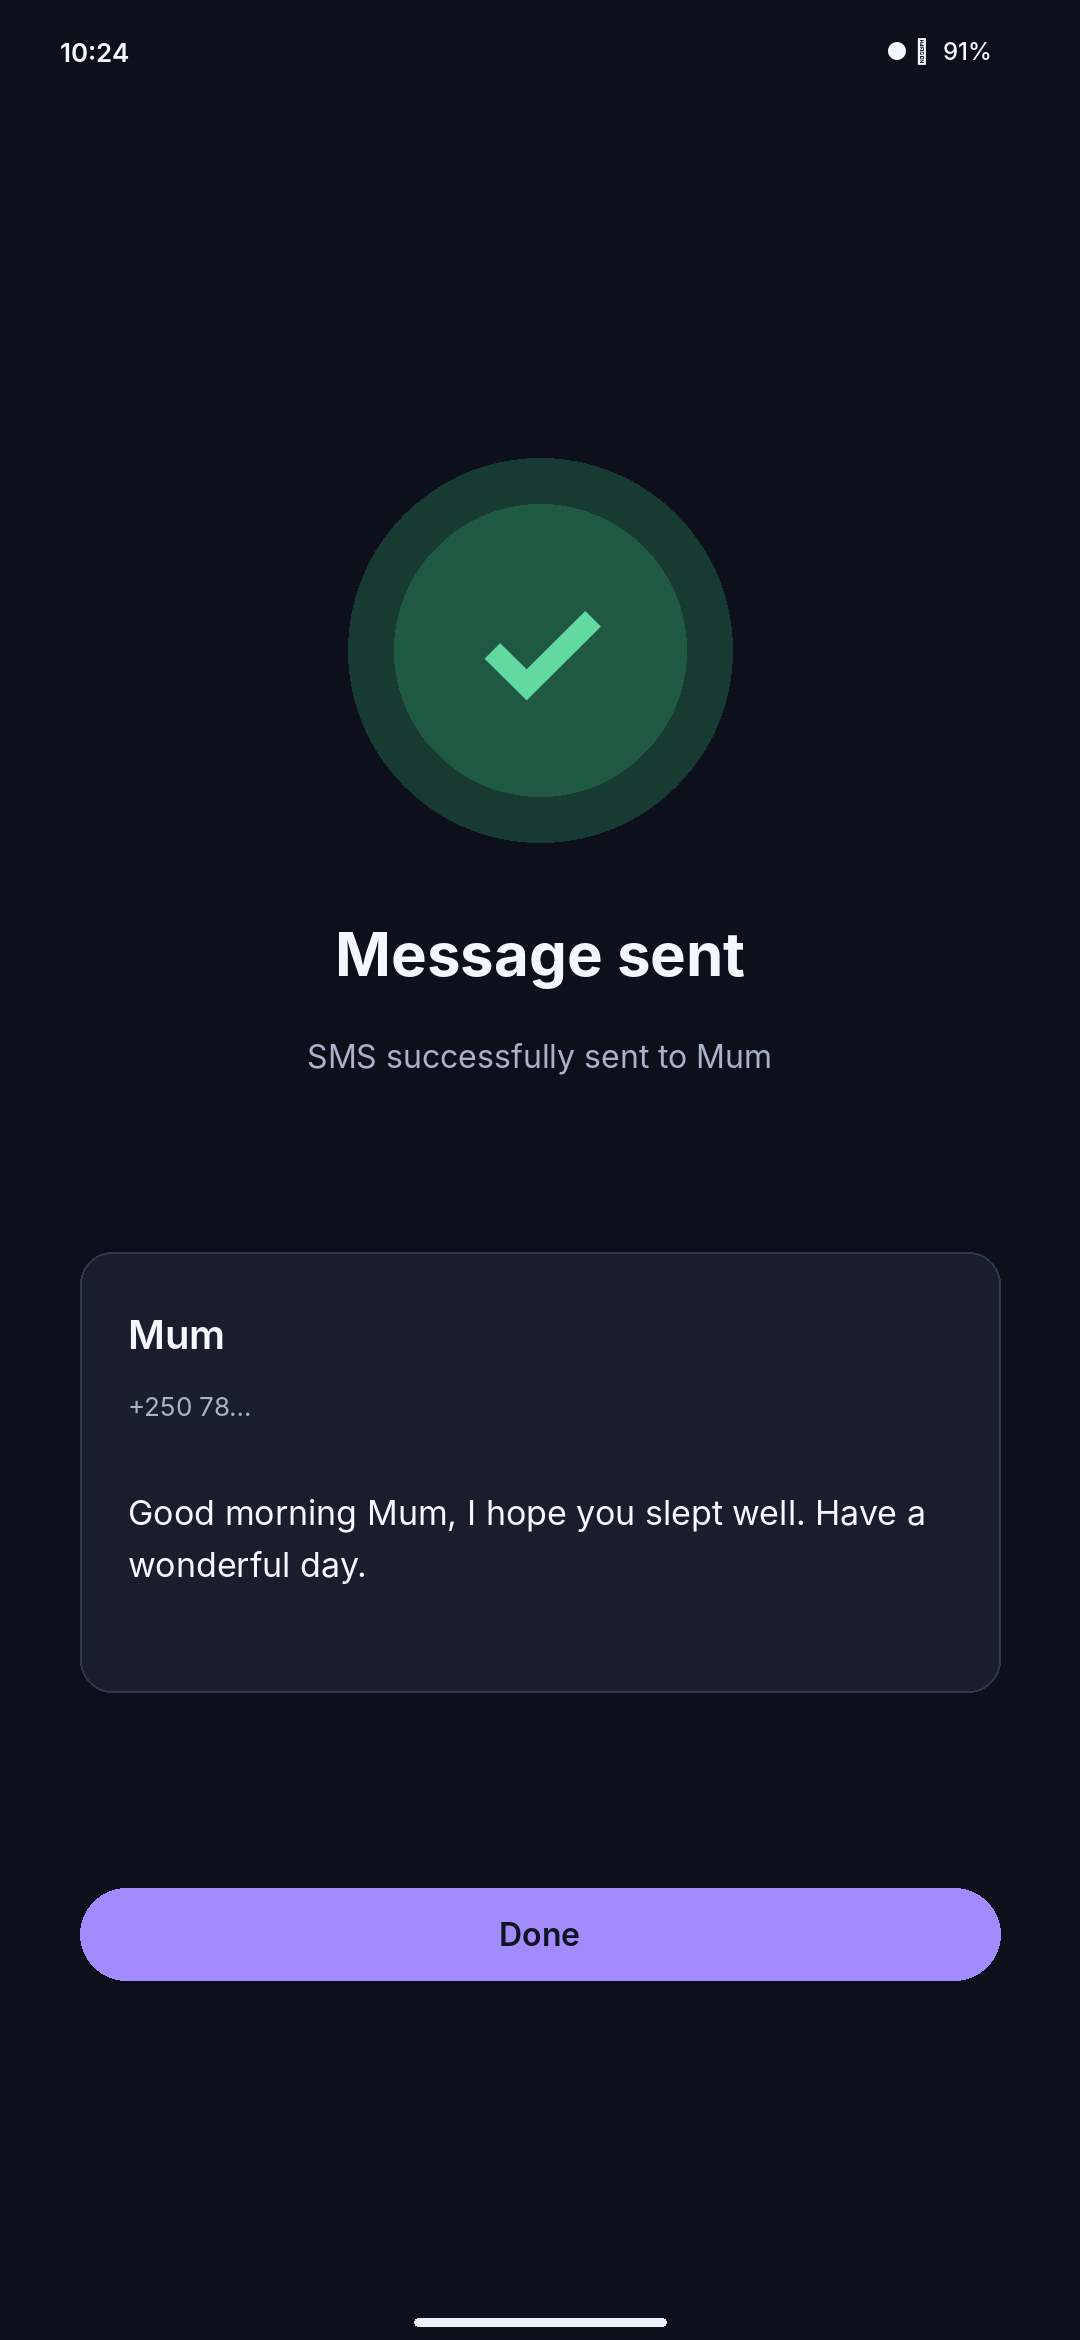 10:24
91%
Message sent
SMS successfully sent to Mum
Mum
+250 78...
Good morning Mum, I hope you slept well. Have a
wonderful day.
Done